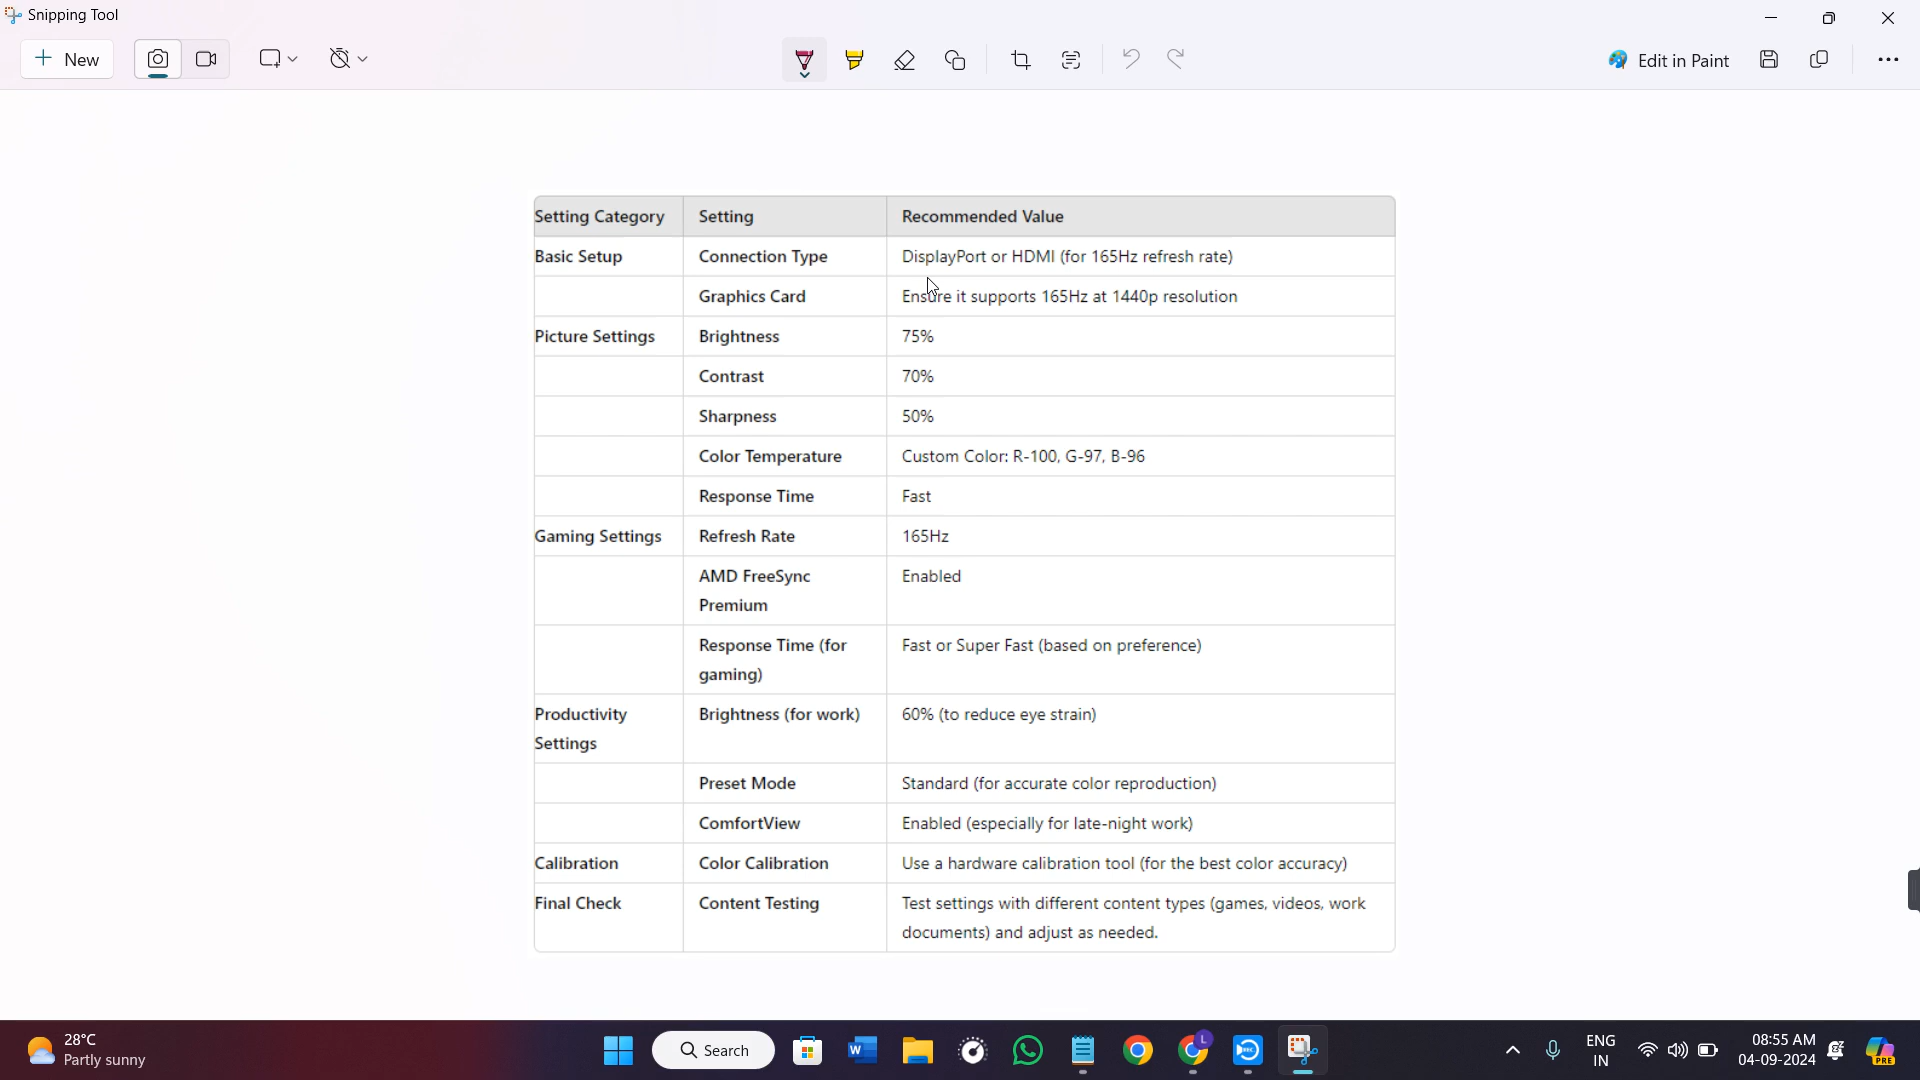 Snipping Tool
New
Edit in Paint
Setting Category Setting Recommended Value
Basic Setup Connection Type DisplayPort or HDMI (for 165Hz refresh rate)
Graphics Card Ensure it supports 165Hz at 1440p resolution
Picture Settings Brightness 75%
Contrast 70%
Sharpness 50%
Color Temperature Custom Color: R-100, G-97, B-96
Response Time Fast
Gaming Settings Refresh Rate 165Hz
AMD FreeSync Enabled
Premium
Response Time (for Fast or Super Fast (based on preference)
gaming)
Productivity Brightness (for work) 60% (to reduce eye strain)
Settings
Preset Mode Standard (for accurate color reproduction)
ComfortView Enabled (especially for late-night work)
Calibration Color Calibration Use a hardware calibration tool (for the best color accuracy)
Final Check Content Testing Test settings with different content types (games, videos, work
documents) and adjust as needed.
28°C
Partly sunny
Search
W
L
REC
ENG
IN
08:55 AM
04-09-2024
PRE